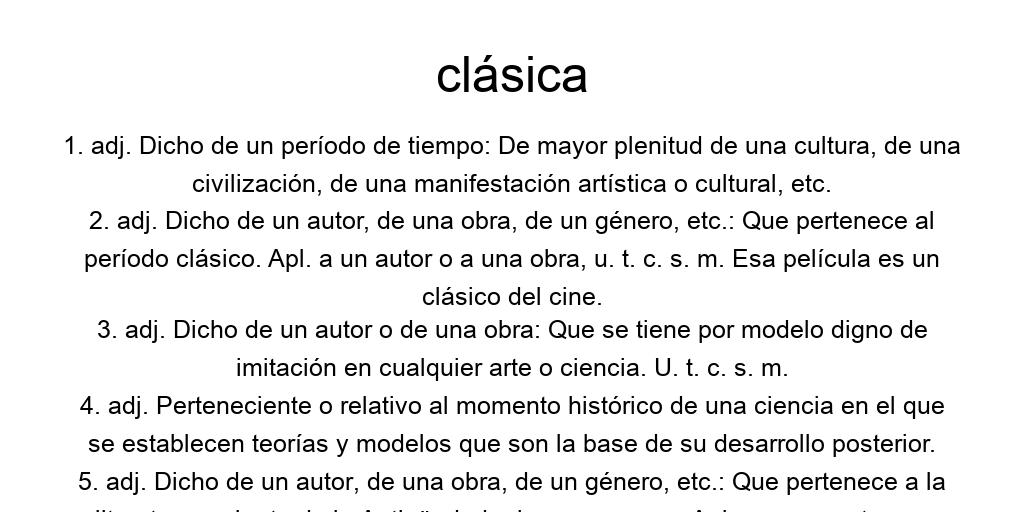 clásica
1. adj. Dicho de un período de tiempo: De mayor plenitud de una cultura, de una
civilización, de una manifestación artística o cultural, etc.
2. adj. Dicho de un autor, de una obra, de un género, etc.: Que pertenece al
período clásico. Apl. a un autor o a una obra, u. t. c. s. m. Esa película es un
clásico del cine.
3. adj. Dicho de un autor o de una obra: Que se tiene por modelo digno de
imitación en cualquier arte o ciencia. U. t. c. s. m.
4. adj. Perteneciente o relativo al momento histórico de una ciencia en el que
se establecen teorías y modelos que son la base de su desarrollo posterior.
5. adj. Dicho de un autor, de una obra, de un género, etc.: Que pertenece a la